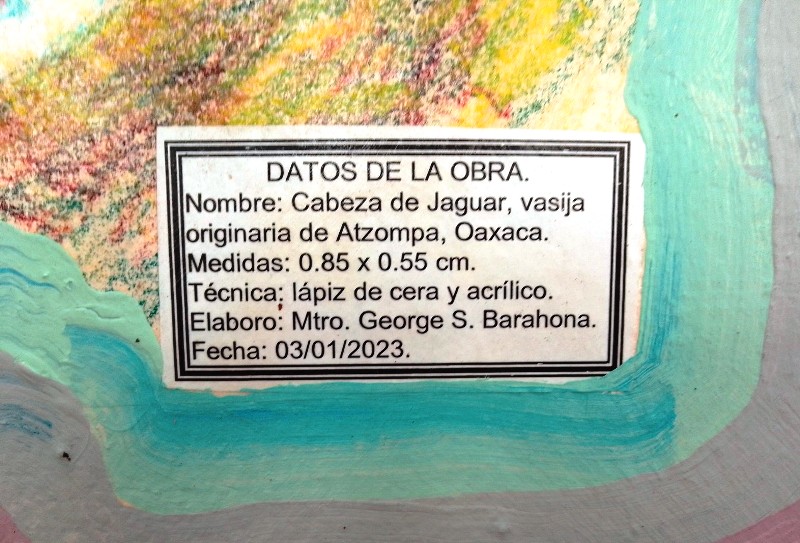 DATOS DE LA OBRA.
Nombre: Cabeza de Jaguar, vasija
originaria de Atzompa, Oaxaca.
Medidas: 0.85 x 0.55 cm.
Técnica: lápiz de cera y acrílico.
Elaboro: Mtro. George S. Barahona.
Fecha: 03/01/2023.